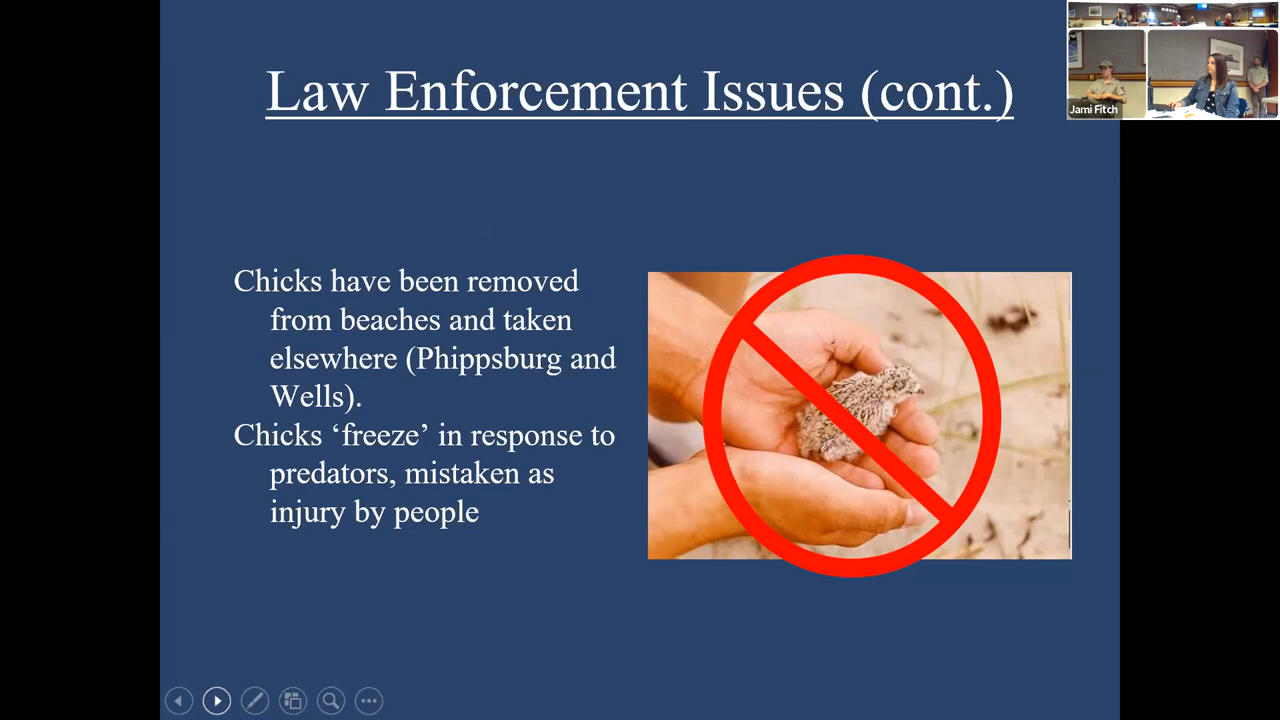 Law Enforcement Issues (cont.)
Jami Fitch
Chicks have been removed
from beaches and taken
elsewhere (Phippsburg and
Wells).
Chicks ‘freeze’ in response to
predators, mistaken as
injury by people